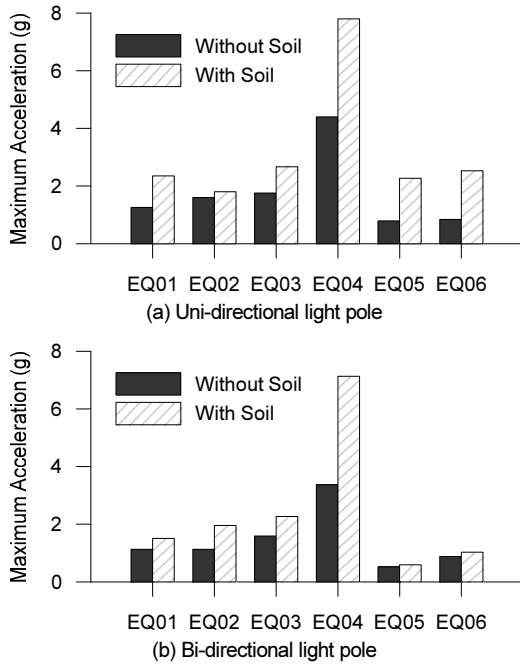 Maximum Acceleration (g)
8
6
4
2
0
Without Soil
With Soil
EQ01 EQ02 EQ03 EQ04 EQ05 EQ06
(a) Uni-directional light pole
Maximum Acceleration (g)
8
6
4
2
0
Without Soil
With Soil
EQ01 EQ02 EQ03 EQ04 EQ05 EQ06
(b) Bi-directional light pole